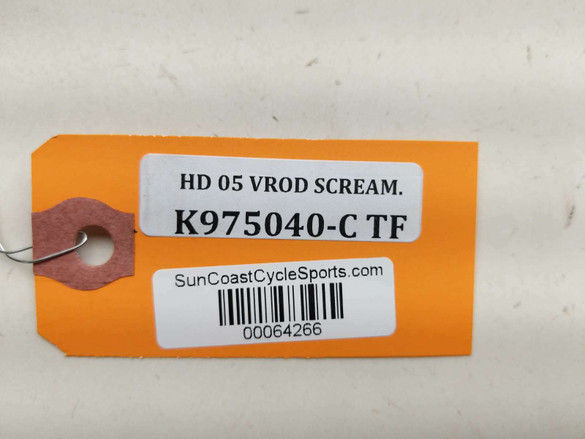 HD 05 VROD SCREAM.
K975040-C TF
SunCoastCycleSports.com
00064266